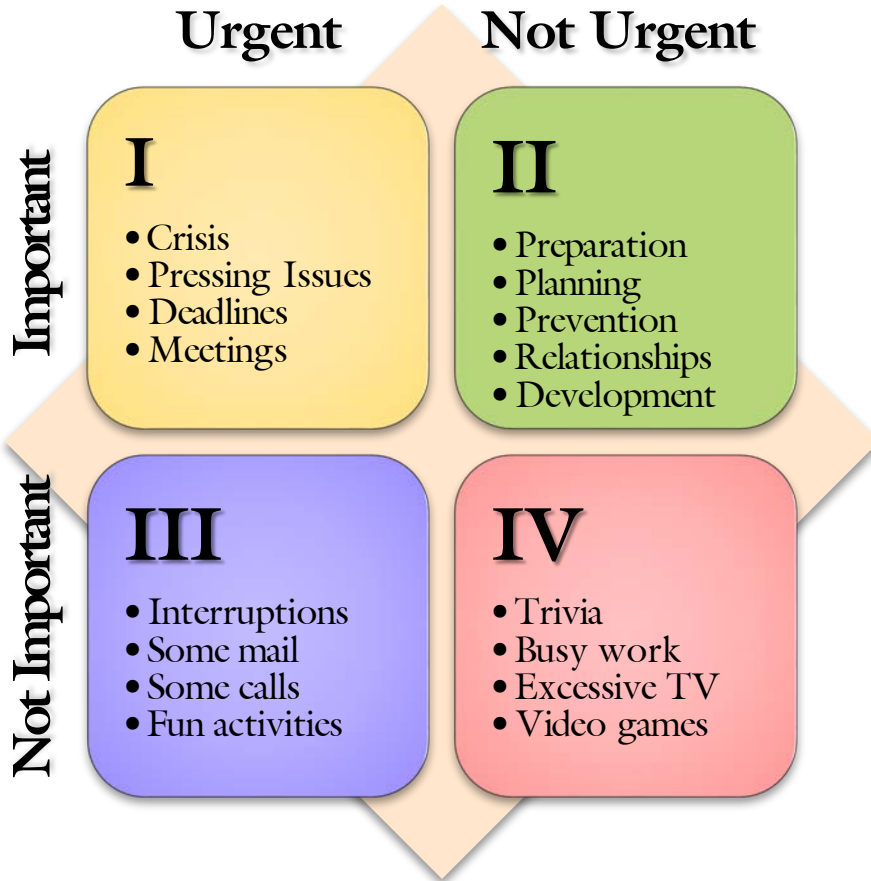 Urgent
Not Urgent
Important
I
• Crisis
• Pressing Issues
• Deadlines
• Meetings
II
• Preparation
• Planning
• Prevention
• Relationships
• Development
Not Important
III
• Interruptions
• Some mail
• Some calls
• Fun activities
IV
• Trivia
• Busy work
• Excessive TV
• Video games